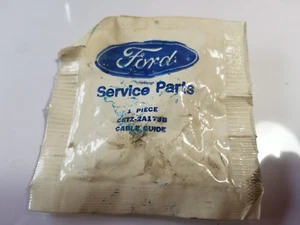 Ford
Service Parts
1 PIECE
CABLE GUIDE